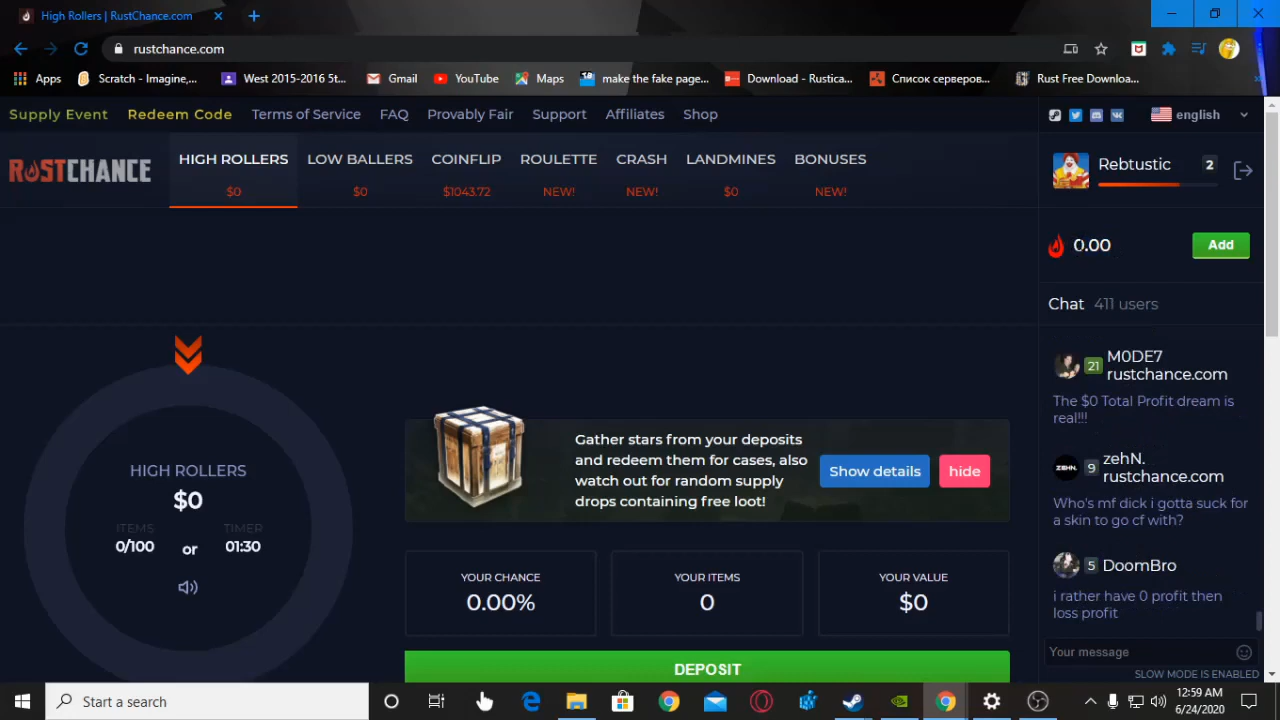 High Rollers | RustChance.com
rustchance.com
Apps
Scratch - Imagine,...
West 2015-2016 5t...
Gmail
YouTube
Maps
make the fake page...
Download - Rustica...
Список серверов...
Rust Free Downloa...
Supply Event
Redeem Code
Terms of Service
FAQ
Provably Fair
Support
Affiliates
Shop
english
RUSTCHANCE
HIGH ROLLERS
$0
LOW BALLERS
$0
COINFLIP
$1043.72
ROULETTE
NEW!
CRASH
NEW!
LANDMINES
$0
BONUSES
NEW!
Rebtustic
2
0.00
Add
Chat 411 users
HIGH ROLLERS
$0
ITEMS
0/100
or
TIMER
01:30
Gather stars from your deposits
and redeem them for cases, also
watch out for random supply
drops containing free loot!
Show details
hide
YOUR CHANCE
0.00%
YOUR ITEMS
0
YOUR VALUE
$0
DEPOSIT
21 M0DE7
rustchance.com
The $0 Total Profit dream is
real!!!
ZEHN.
9 zehN.
rustchance.com
Who's mf dick i gotta suck for
a skin to go cf with?
5 DoomBro
i rather have 0 profit then
loss profit
Your message
SLOW MODE IS ENABLED
Start a search
12:59 AM
6/24/2020